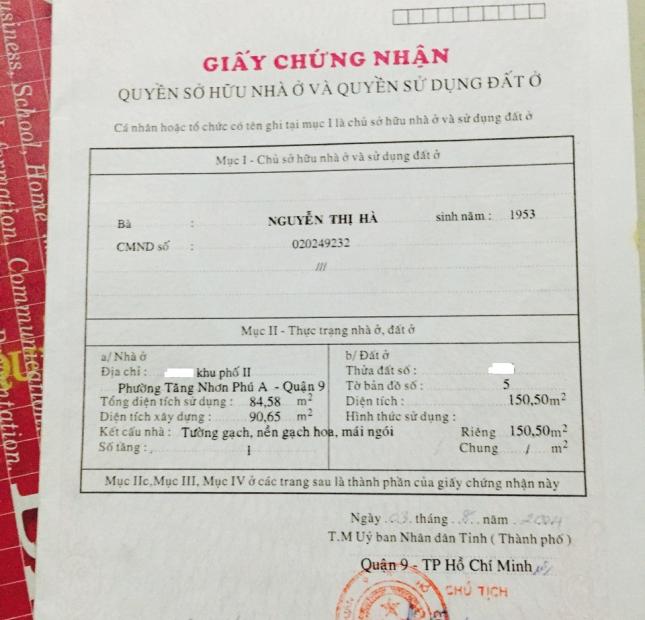 usiness, School, Home
formation, Communication
ntation.
GIẤY CHỨNG NHẬN
QUYỀN SỞ HỮU NHÀ Ở VÀ QUYỀN SỬ DỤNG ĐẤT Ở
Cá nhân hoặc tổ chức có tên ghi tại mục I là chủ sở hữu nhà ở và sử dụng đất ở
Mục I - Chủ sở hữu nhà ở và sử dụng đất ở
Bà : NGUYỄN THỊ HÀ sinh năm : 1953
CMND số : 020249232
///
Mục II - Thực trạng nhà ở, đất ở
a/ Nhà ở
Địa chỉ : khu phố II
Phường Tăng Nhơn Phú A - Quận 9
Tổng diện tích sử dụng : 84,58 m²
Diện tích xây dựng : 90,65 m²
Kết cấu nhà : Tường gạch, nền gạch hoa, mái ngói
Số tầng : 1
b/ Đất ở
Thửa đất số :
Tờ bản đồ số : 5
Diện tích : 150,50m²
Hình thức sử dụng :
Riêng 150,50m²
Chung / m²
Mục IIc, Mục III, Mục IV ở các trang sau là thành phần của giấy chứng nhận này
Ngày 03 tháng 8 năm 2004
T.M Uỷ ban Nhân dân Tỉnh ( Thành phố )
Quận 9 - TP Hồ Chí Minh
CHỦ TỊCH